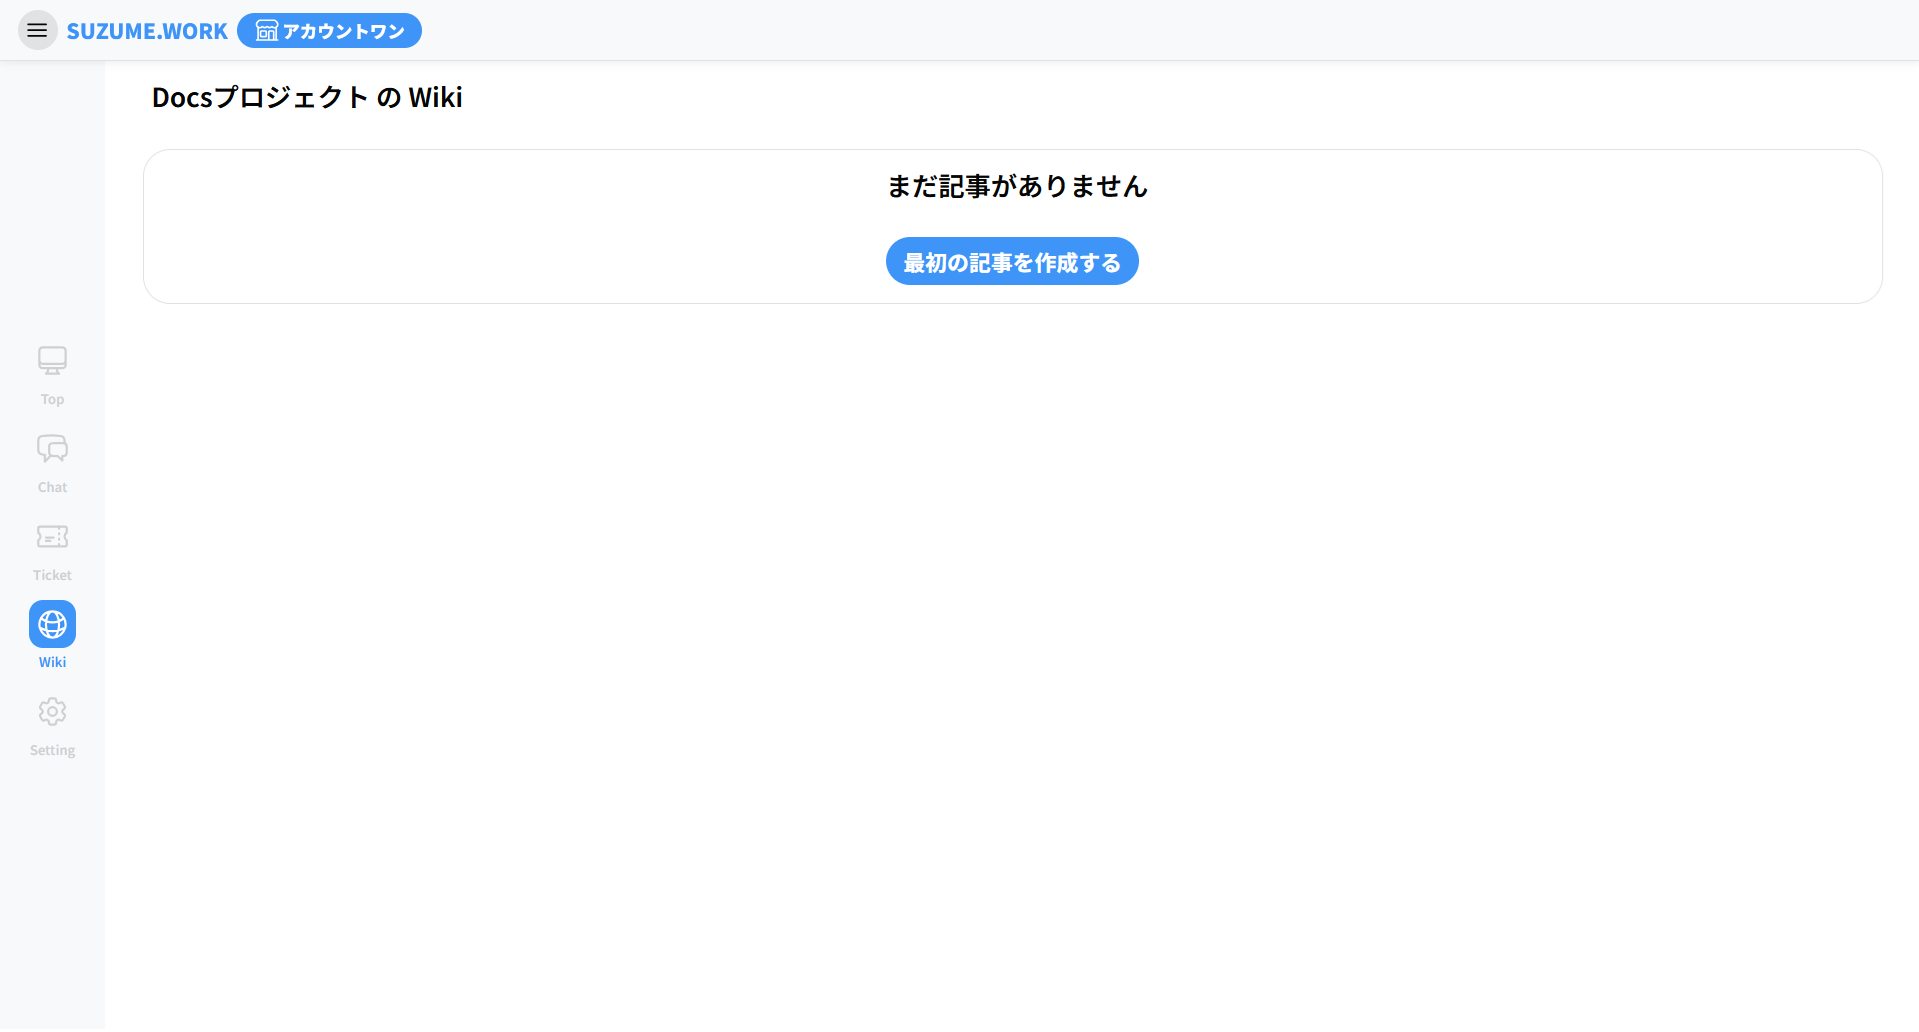 SUZUME.WORK アカウントワン
Docsプロジェクト の Wiki
まだ記事がありません
最初の記事を作成する
Top
Chat
Ticket
Wiki
Setting